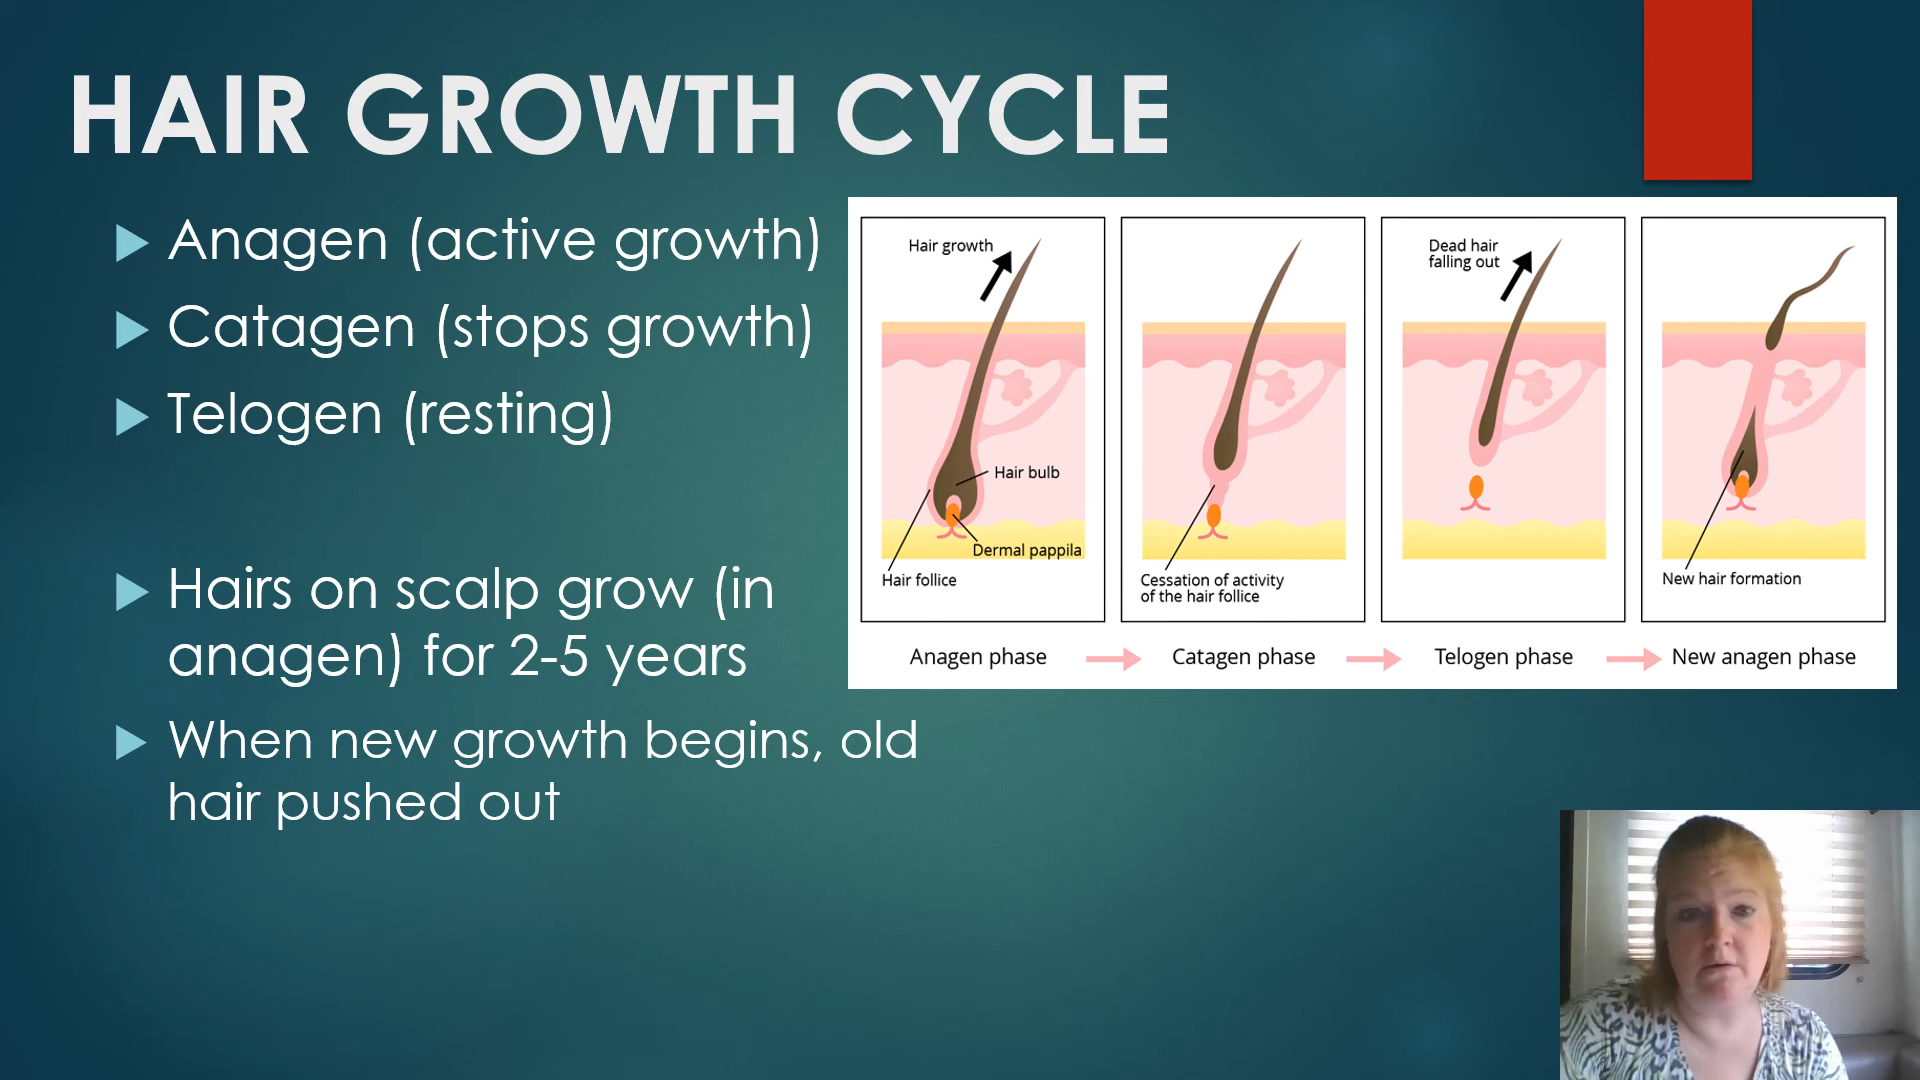 HAIR GROWTH CYCLE
Anagen (active growth)
Catagen (stops growth)
Telogen (resting)
Hairs on scalp grow (in
anagen) for 2-5 years
When new growth begins, old
hair pushed out
Hair growth
Hair bulb
Dermal pappila
Hair follice
Anagen phase
Cessation of activity
of the hair follice
Catagen phase
Dead hair
falling out
Telogen phase
New hair formation
New anagen phase